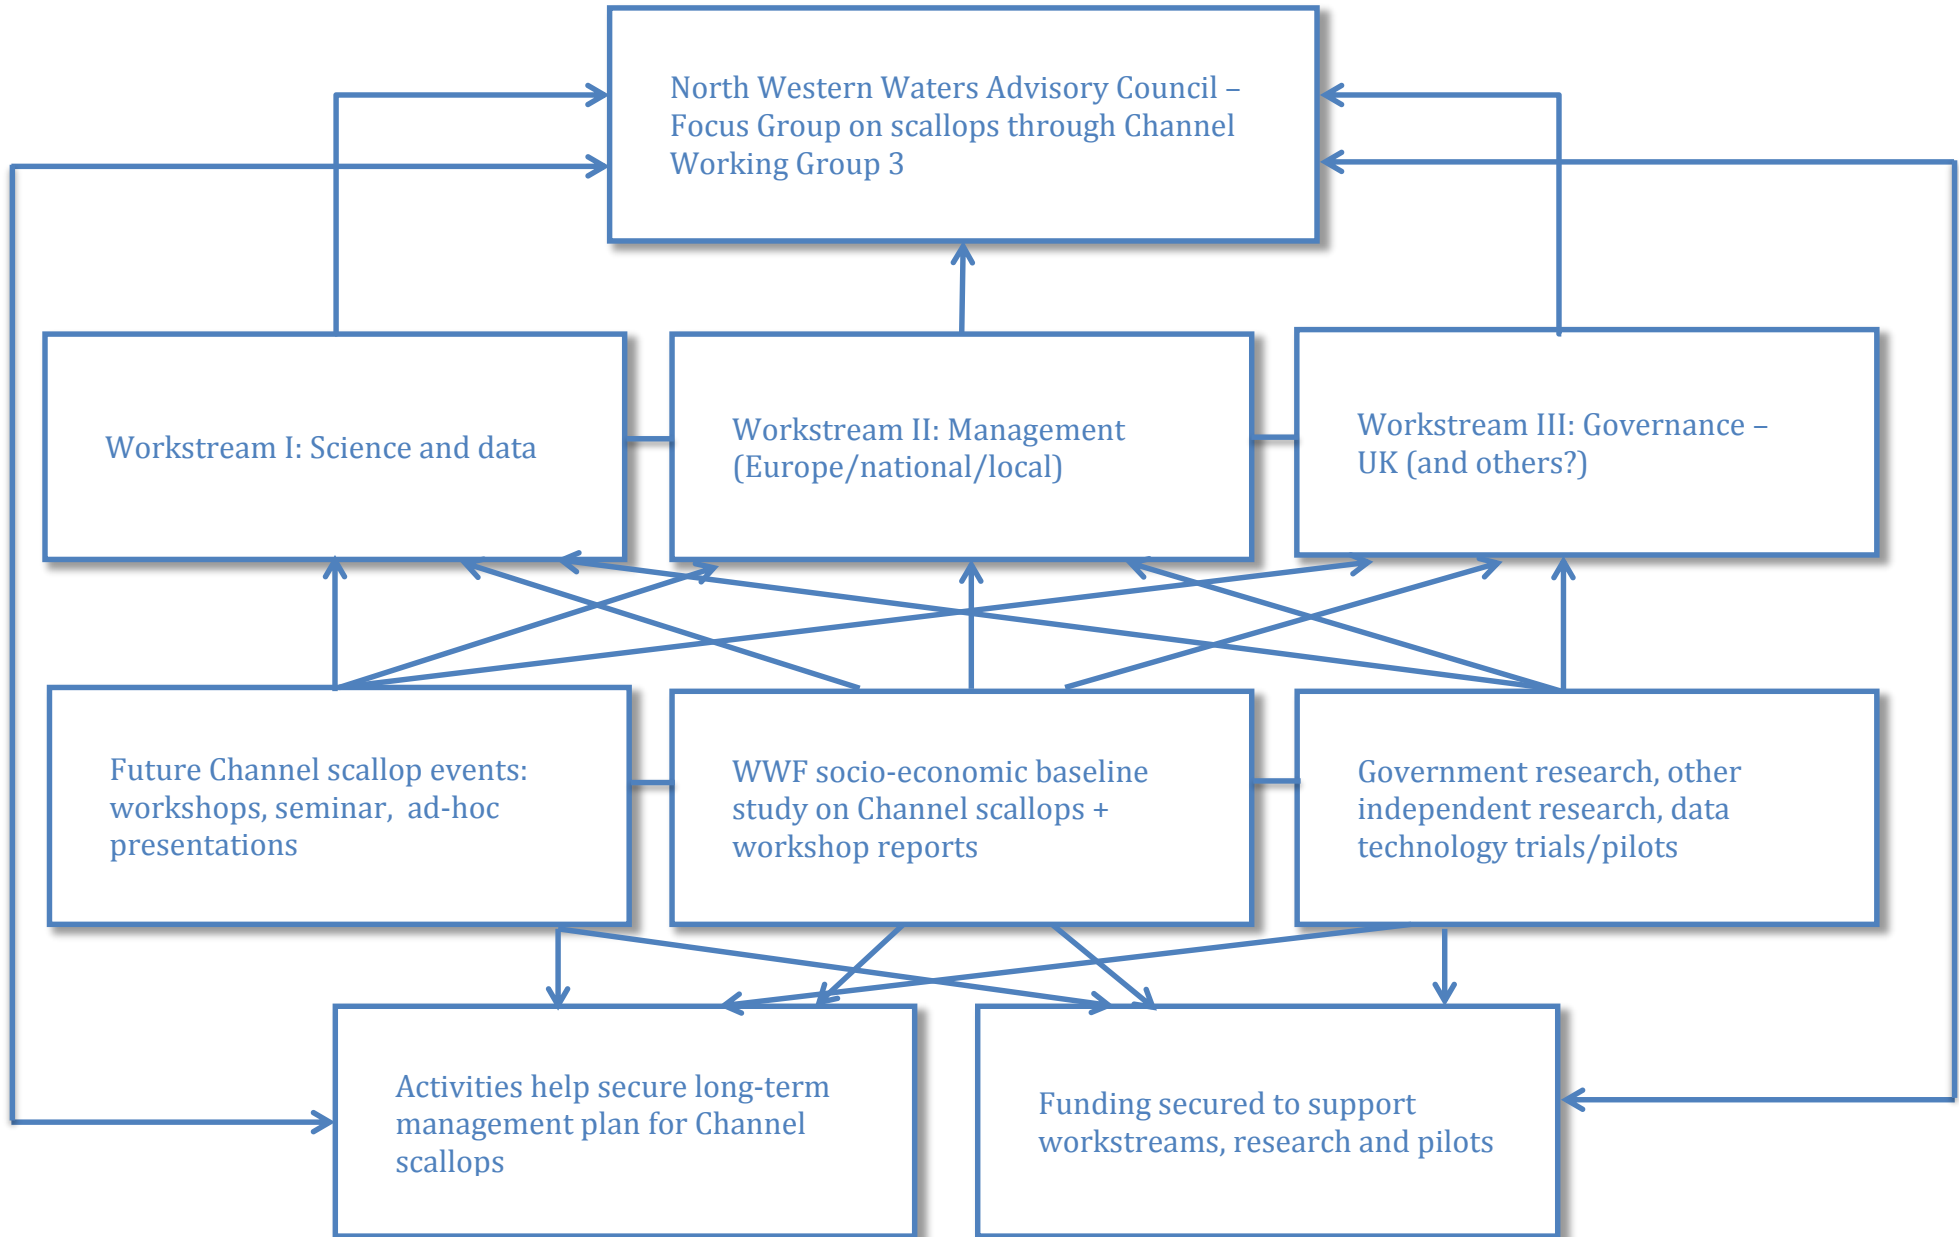 North Western Waters Advisory Council –
Focus Group on scallops through Channel
Working Group 3
Workstream I: Science and data
Workstream II: Management
(Europe/national/local)
Workstream III: Governance –
UK (and others?)
Future Channel scallop events:
workshops, seminar,  ad-hoc
presentations
WWF socio-economic baseline
study on Channel scallops +
workshop reports
Government research, other
independent research, data
technology trials/pilots
Activities help secure long-term
management plan for Channel
scallops
Funding secured to support
workstreams, research and pilots